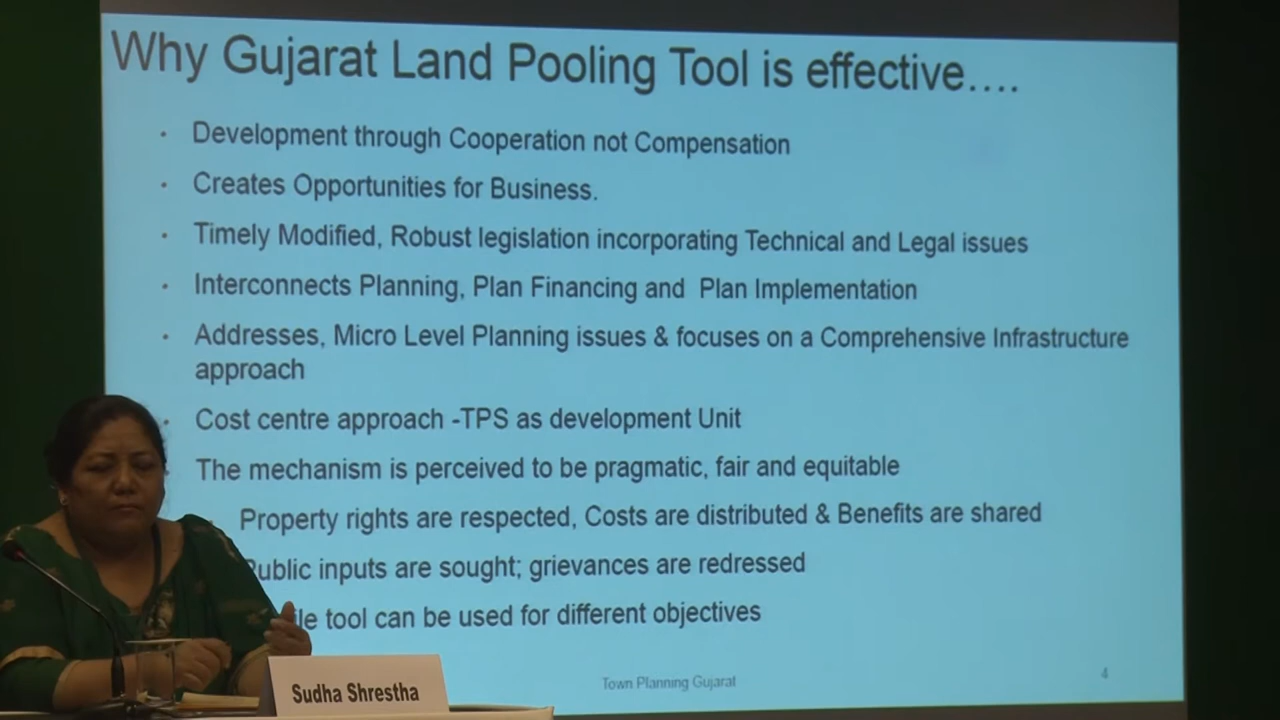 Why Gujarat Land Pooling Tool is effective....
• Development through Cooperation not Compensation
• Creates Opportunities for Business.
• Timely Modified, Robust legislation incorporating Technical and Legal issues
• Interconnects Planning, Plan Financing and Plan Implementation
• Addresses, Micro Level Planning issues & focuses on a Comprehensive Infrastructure
approach
• Cost centre approach -TPS as development Unit
• The mechanism is perceived to be pragmatic, fair and equitable
Property rights are respected, Costs are distributed & Benefits are shared
Public inputs are sought; grievances are redressed
tool can be used for different objectives
Town Planning Gujarat
4
Sudha Shrestha